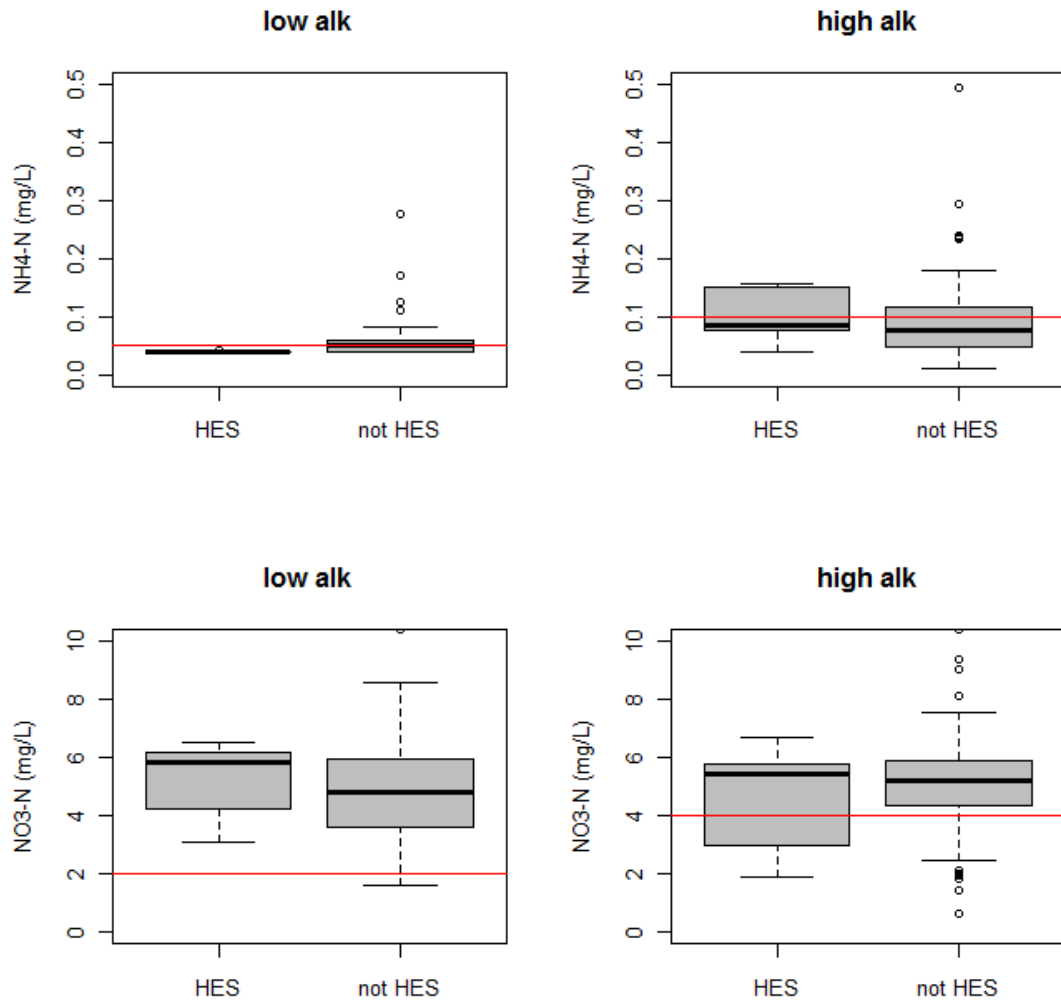 low alk
NH4-N (mg/L)
0.5
0.4
0.3
0.2
0.1
0.0
HES not HES
high alk
NH4-N (mg/L)
0.5
0.4
0.3
0.2
0.1
0.0
HES not HES
low alk
NO3-N (mg/L)
10
8
6
4
2
0
HES not HES
high alk
NO3-N (mg/L)
10
8
6
4
2
0
HES not HES